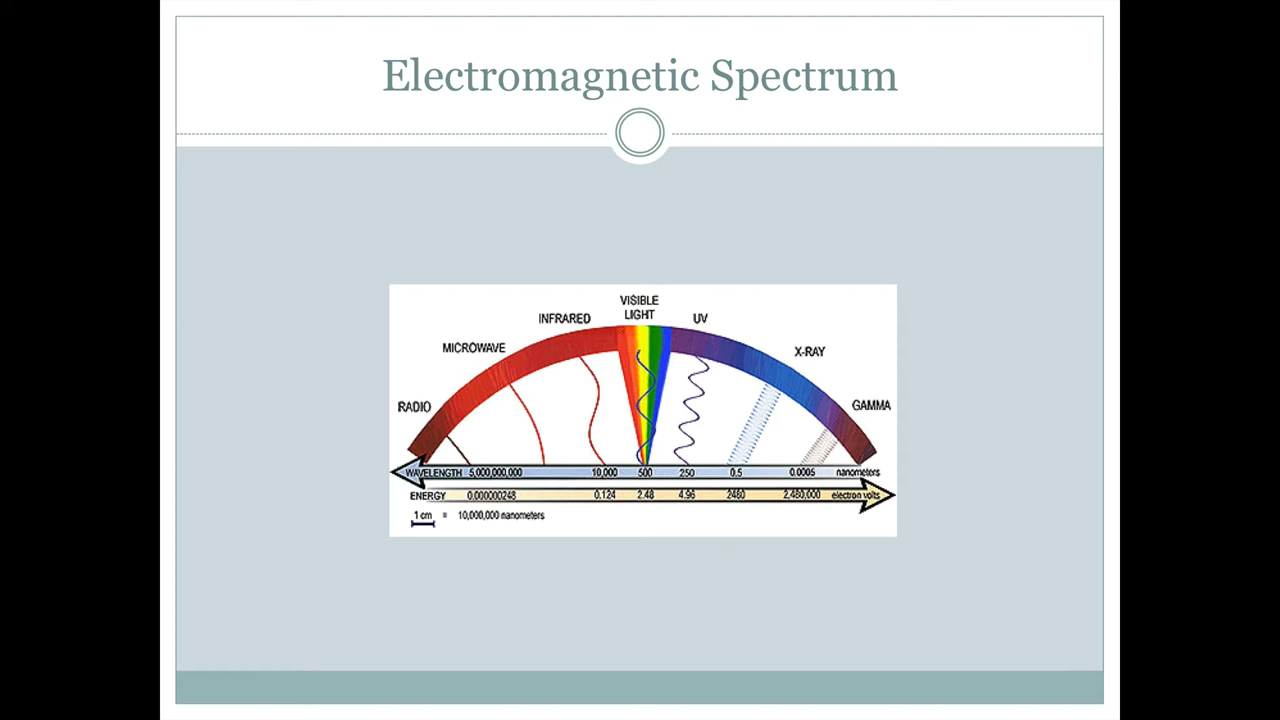 Electromagnetic Spectrum
VISIBLE
LIGHT
INFRARED
UV
MICROWAVE
X-RAY
RADIO
GAMMA
WAVELENGTH 5,000,000,000 10,000 500 250 0.5 0.0005 nanometers
ENERGY 0.000000248 0.124 2.48 4.96 2480 2,480,000 electron volts
1 cm = 10,000,000 nanometers